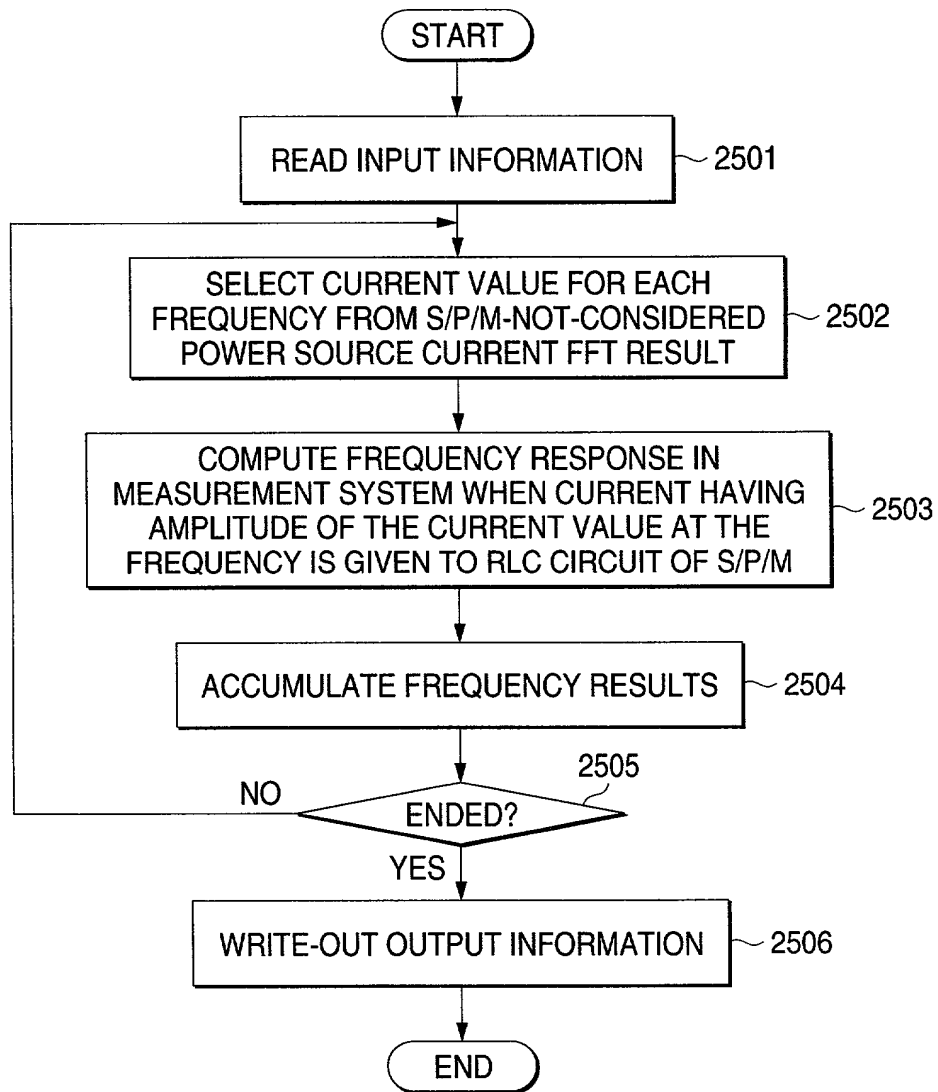 START
READ INPUT INFORMATION
2501
SELECT CURRENT VALUE FOR EACH
FREQUENCY FROM S/P/M-NOT-CONSIDERED
POWER SOURCE CURRENT FFT RESULT
2502
COMPUTE FREQUENCY RESPONSE IN
MEASUREMENT SYSTEM WHEN CURRENT HAVING
AMPLITUDE OF THE CURRENT VALUE AT THE
FREQUENCY IS GIVEN TO RLC CIRCUIT OF S/P/M
2503
ACCUMULATE FREQUENCY RESULTS
2504
2505
NO
ENDED?
YES
WRITE-OUT OUTPUT INFORMATION
2506
END